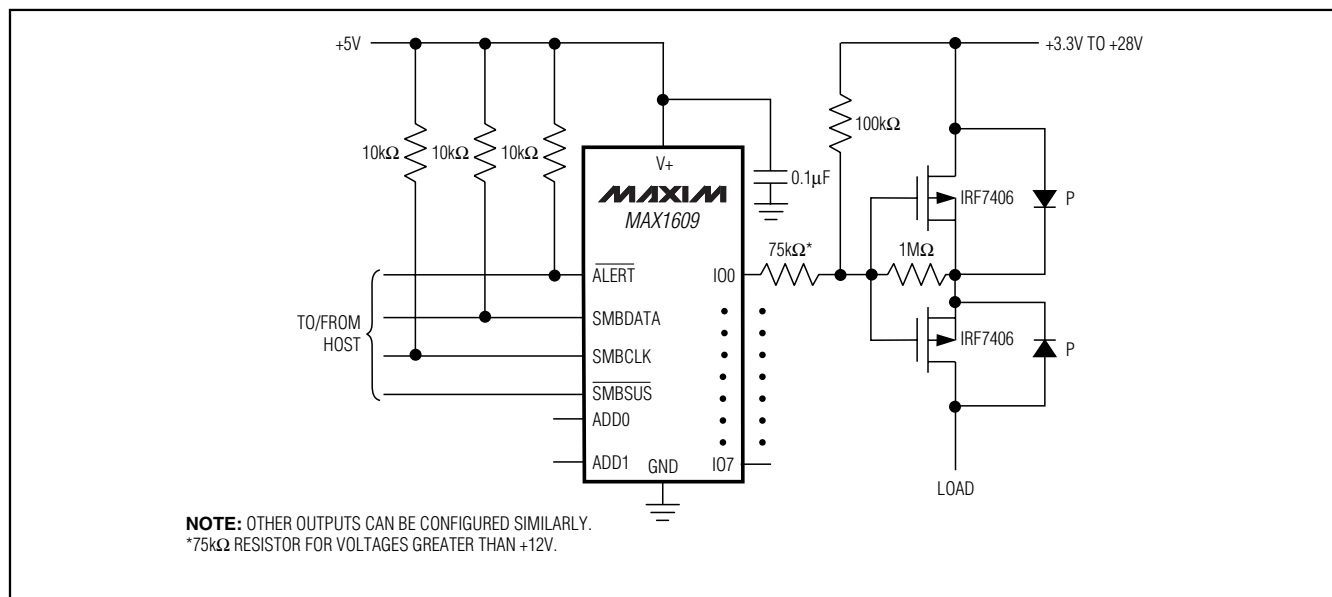 +5V
+3.3V TO +28V
10kΩ
10kΩ
10kΩ
100kΩ
V+
0.1µF
MAXIM
MAX1609
IRF7406
P
75kΩ*
1MΩ
ALERT
IO0
TO/FROM
HOST
SMBDATA
SMBCLK
IRF7406
P
SMBSUS
ADD0
ADD1
GND
IO7
LOAD
NOTE: OTHER OUTPUTS CAN BE CONFIGURED SIMILARLY.
*75kΩ RESISTOR FOR VOLTAGES GREATER THAN +12V.